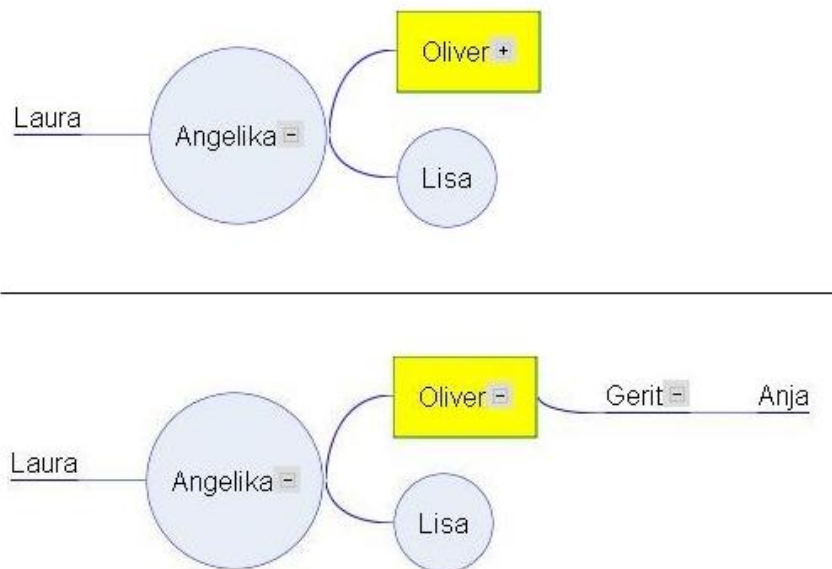 Oliver +
Laura
Angelika -
Lisa
Oliver -
Gerit -
Anja
Laura
Angelika -
Lisa